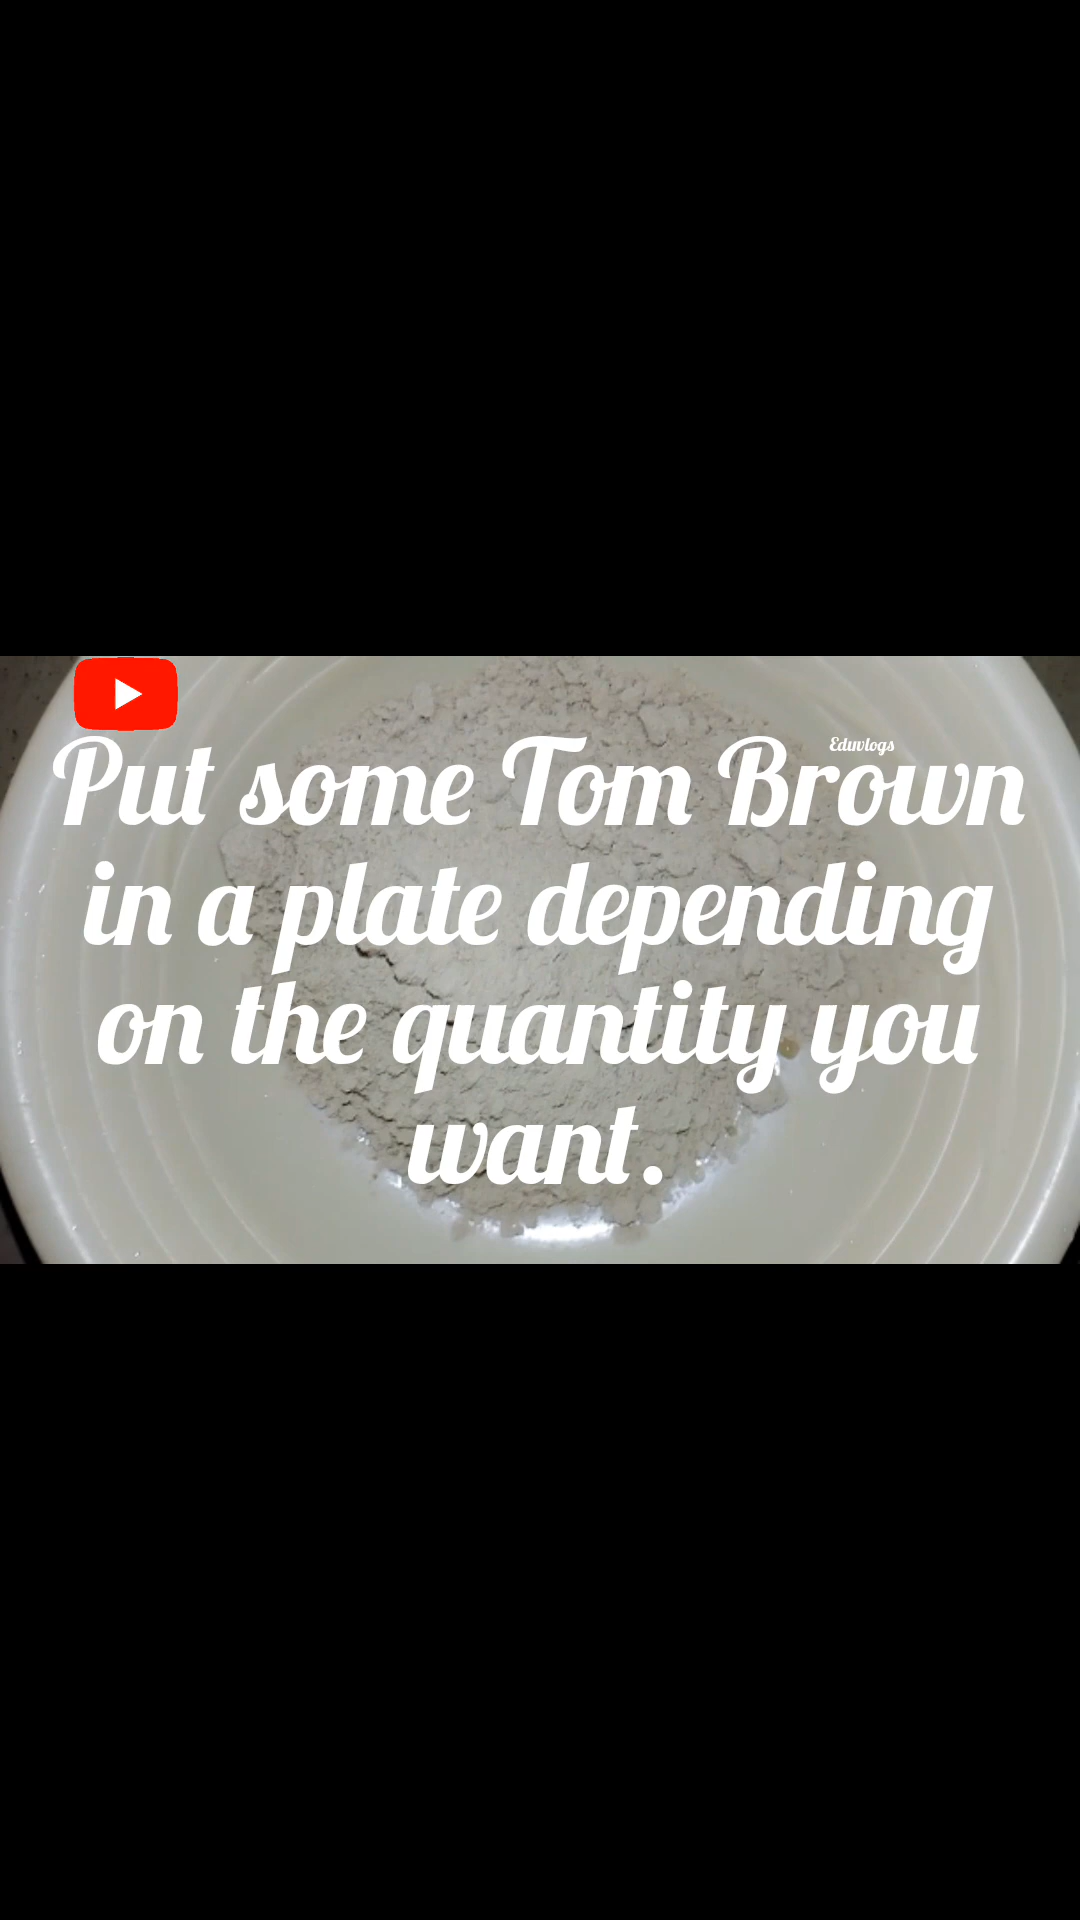 Eduvlogs
Put some Tom Brown
in a plate depending
on the quantity you
want.